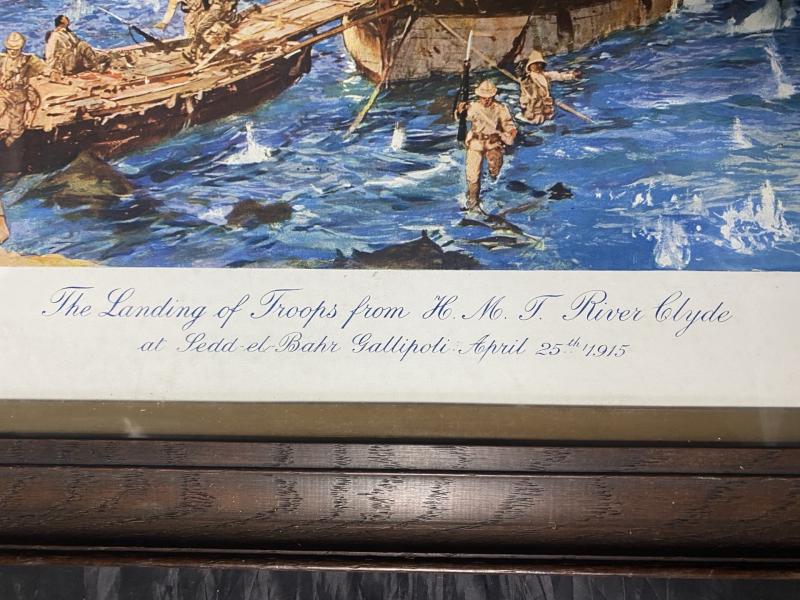 The Landing of Troops from H. M. T. River Clyde
at Sedd-el-Bahr Gallipoli. April 25th 1915